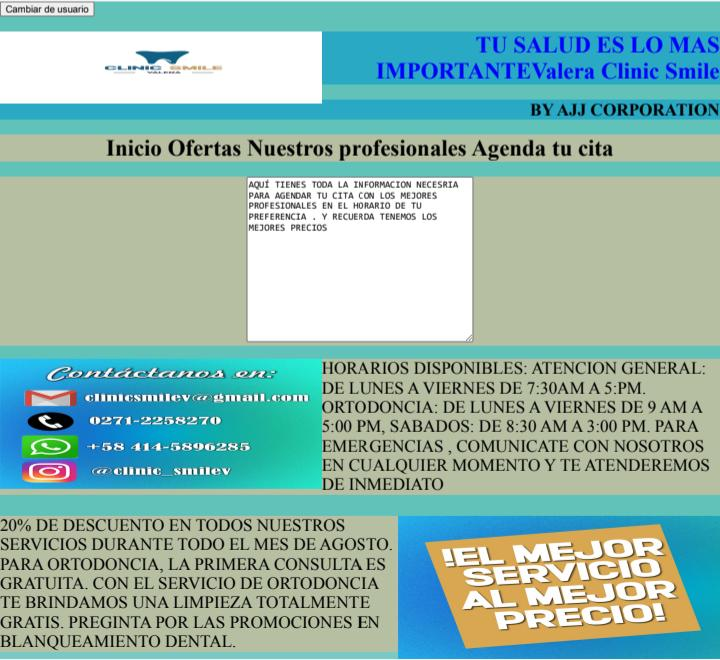 Cambiar de usuario
CLINIC SMILE
VALERA
TU SALUD ES LO MAS
IMPORTANTEValera Clinic Smile
BY AJJ CORPORATION
Inicio Ofertas Nuestros profesionales Agenda tu cita
AQUÍ TIENES TODA LA INFORMACION NECESRIA
PARA AGENDAR TU CITA CON LOS MEJORES
PROFESIONALES EN EL HORARIO DE TU
PREFERENCIA . Y RECUERDA TENEMOS LOS
MEJORES PRECIOS
Contáctanos en:
clinicsmilev@gmail.com
0271-2258270
+58 414-5896285
@clinic_smilev
HORARIOS DISPONIBLES: ATENCION GENERAL:
DE LUNES A VIERNES DE 7:30AM A 5:PM.
ORTODONCIA: DE LUNES A VIERNES DE 9 AM A
5:00 PM, SABADOS: DE 8:30 AM A 3:00 PM. PARA
EMERGENCIAS , COMUNICATE CON NOSOTROS
EN CUALQUIER MOMENTO Y TE ATENDEREMOS
DE INMEDIATO
20% DE DESCUENTO EN TODOS NUESTROS
SERVICIOS DURANTE TODO EL MES DE AGOSTO.
PARA ORTODONCIA, LA PRIMERA CONSULTA ES
GRATUITA. CON EL SERVICIO DE ORTODONCIA
TE BRINDAMOS UNA LIMPIEZA TOTALMENTE
GRATIS. PREGINTA POR LAS PROMOCIONES EN
BLANQUEAMIENTO DENTAL.
!EL MEJOR
SERVICIO
AL MEJOR
PRECIO!